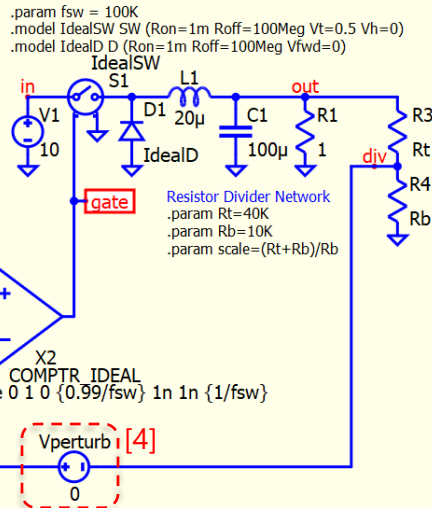 .param fsw = 100K
.model IdealSW SW (Ron=1m Roff=100Meg Vt=0.5 Vh=0)
.model IdealD D (Ron=1m Roff=100Meg Vfwd=0)
IdealSW
in
S1
L1
out
V1
D1
20µ
C1
R1
R3
10
IdealD
100µ
1
Rt
div
R4
gate
Rb
Resistor Divider Network
.param Rt=40K
.param Rb=10K
.param scale=(Rt+Rb)/Rb
+
−
X2
COMPTR_IDEAL
e 0 1 0 {0.99/fsw} 1n 1n {1/fsw}
Vperturb
[4]
+ −
0